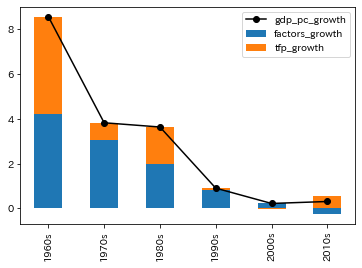 gdp_pc_growth
factors_growth
tfp_growth
8
6
4
2
0
1960s
1970s
1980s
1990s
2000s
2010s